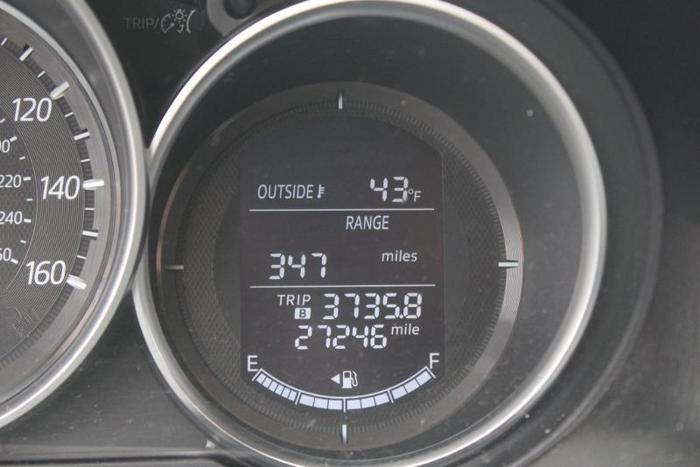 TRIP/
120
140
220
240
160
OUTSIDE 43°F
RANGE
347 miles
TRIP B 3735.8
27246 mile
E F